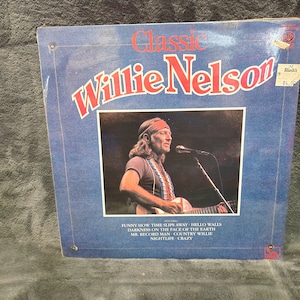 Classic
Willie Nelson
FUNNY HOW TIME SLIPS AWAY · HELLO WALLS
DARKNESS ON THE FACE OF THE EARTH
MR. RECORD MAN · COUNTRY WILLIE
NIGHTLIFE · CRAZY